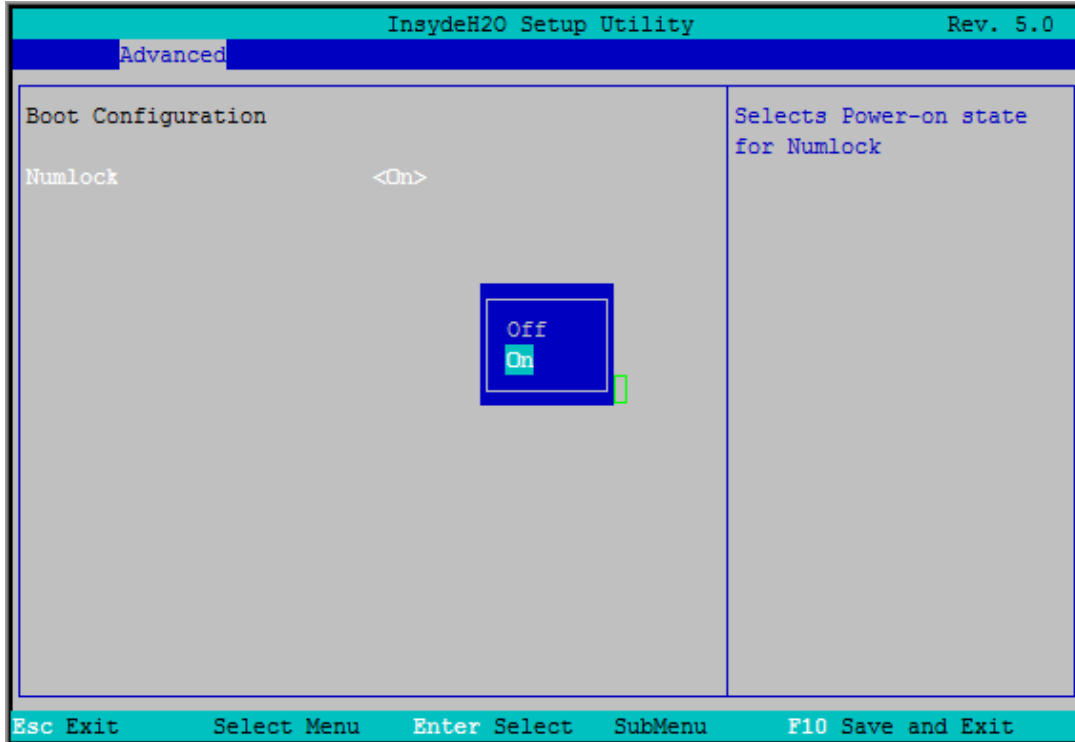 InsydeH2O Setup Utility Rev. 5.0
Advanced
Boot Configuration
Numlock <On>
Selects Power-on state
for Numlock
Off
On
Esc Exit Select Menu Enter Select SubMenu F10 Save and Exit